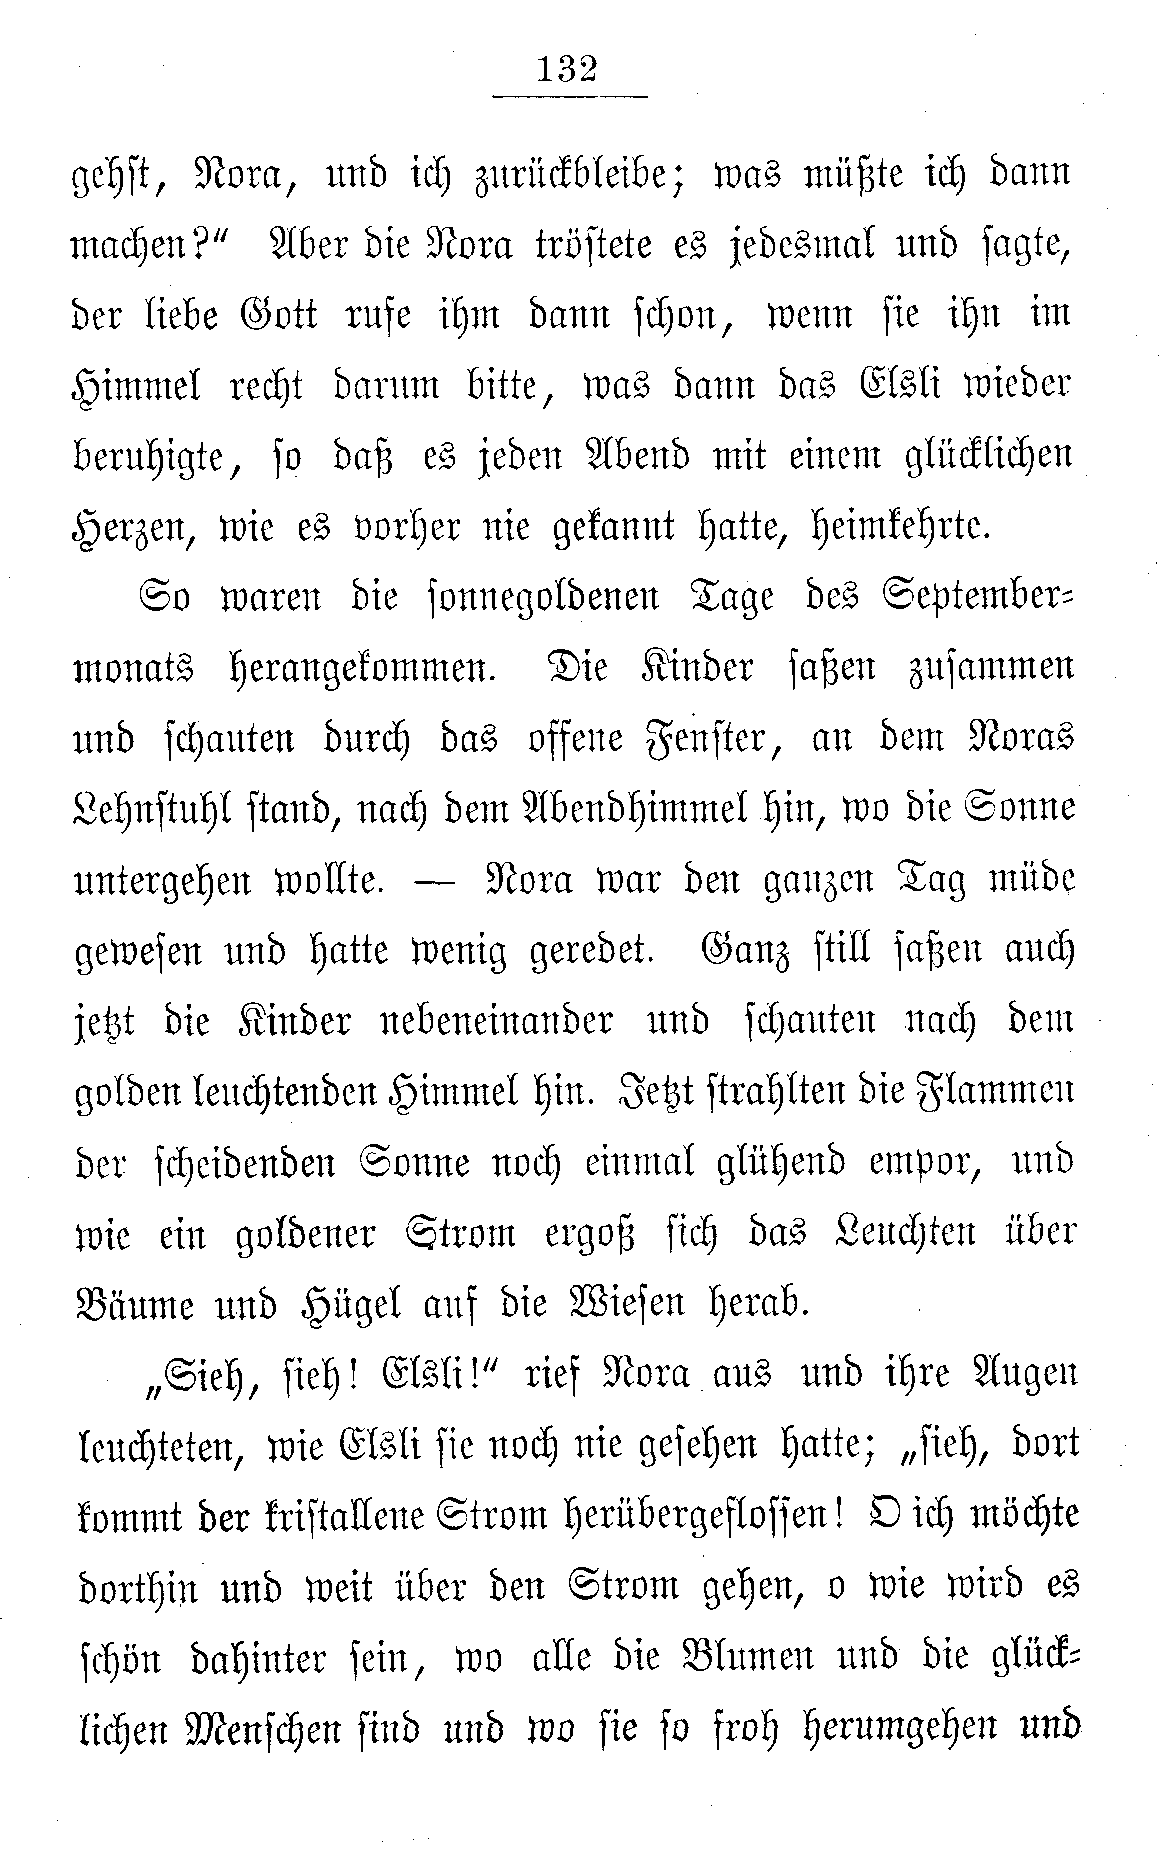 132
gehst, Nora, und ich zurückbleibe; was müßte ich dann
machen?“ Aber die Nora tröstete es jedesmal und sagte,
der liebe Gott rufe ihm dann schon, wenn sie ihn im
Himmel recht darum bitte, was dann das Elsli wieder
beruhigte, so daß es jeden Abend mit einem glücklichen
Herzen, wie es vorher nie gekannt hatte, heimkehrte.
So waren die sonnegoldenen Tage des September-
monats herangekommen. Die Kinder saßen zusammen
und schauten durch das offene Fenster, an dem Noras
Lehnstuhl stand, nach dem Abendhimmel hin, wo die Sonne
untergehen wollte. — Nora war den ganzen Tag müde
gewesen und hatte wenig geredet. Ganz still saßen auch
jetzt die Kinder nebeneinander und schauten nach dem
golden leuchtenden Himmel hin. Jetzt strahlten die Flammen
der scheidenden Sonne noch einmal glühend empor, und
wie ein goldener Strom ergoß sich das Leuchten über
Bäume und Hügel auf die Wiesen herab.
„Sieh, sieh! Elsli!“ rief Nora aus und ihre Augen
leuchteten, wie Elsli sie noch nie gesehen hatte; „sieh, dort
kommt der kristallene Strom herübergeflossen! O ich möchte
dorthin und weit über den Strom gehen, o wie wird es
schön dahinter sein, wo alle die Blumen und die glück-
lichen Menschen sind und wo sie so froh herumgehen und